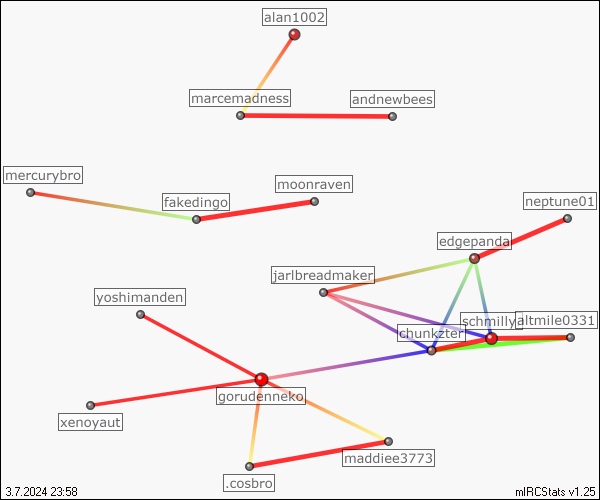 alan1002
marcemadness
andnewbees
mercurybro
moonraven
fakedingo
neptune01
edgepanda
jarlbreadmaker
yoshimanden
schmilly
altmile0331
chunkzter
gorudenneko
xenoyaut
maddiee3773
.cosbro
3.7.2024 23:58
mIRCStats v1.25